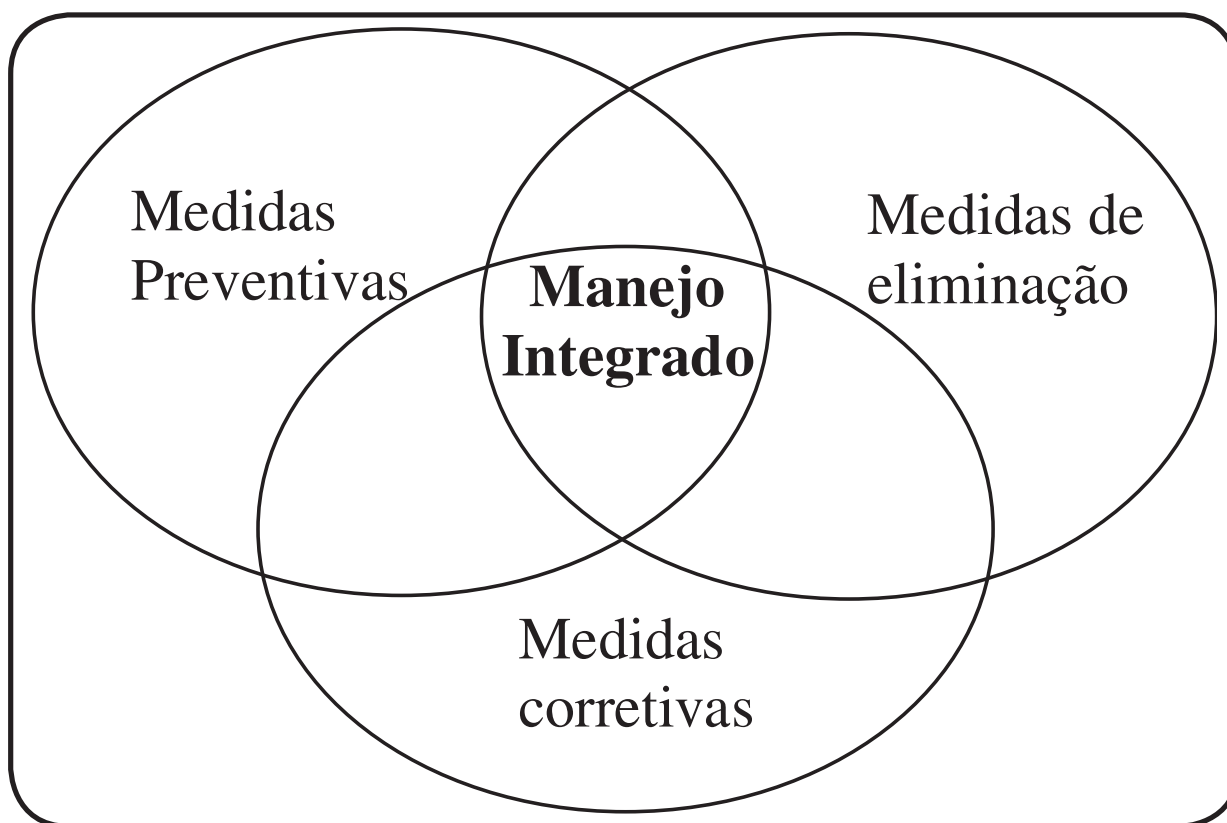 Medidas
Preventivas
Medidas de
eliminação
Manejo
Integrado
Medidas
corretivas